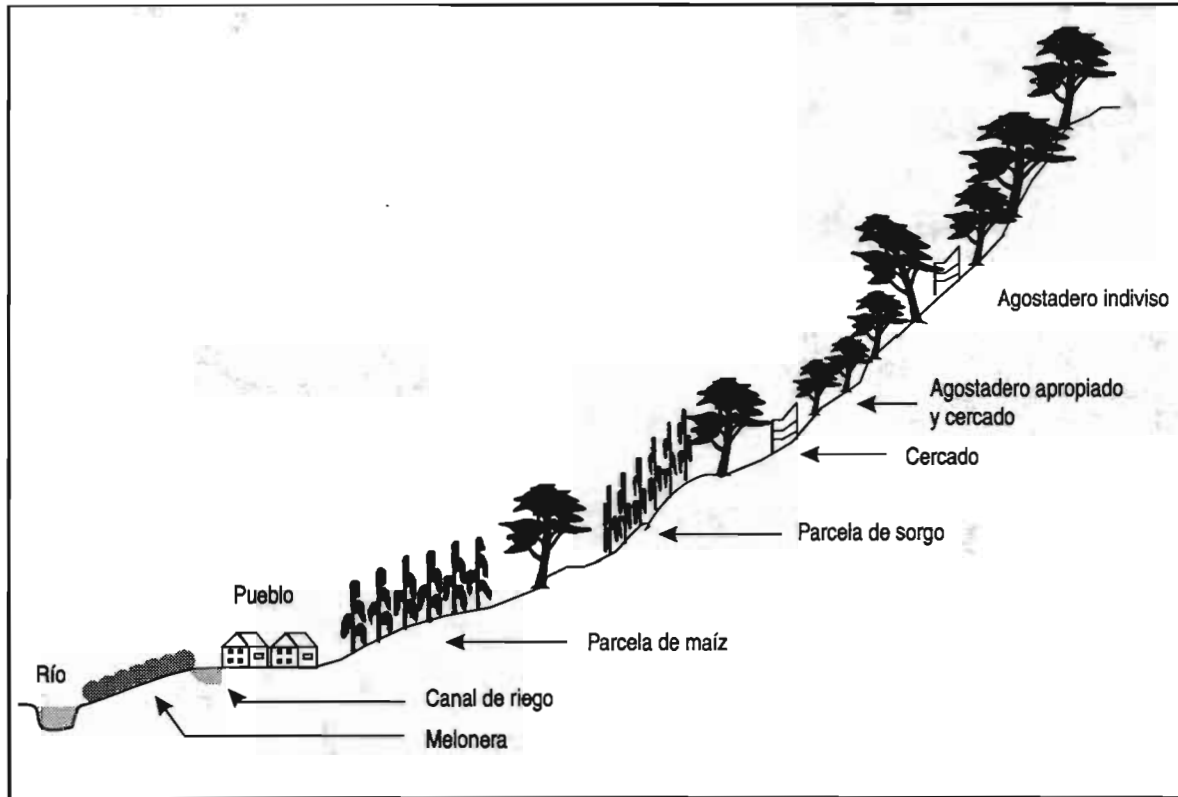 Agostadero indiviso
Agostadero apropiado
y cercado
Cercado
Parcela de sorgo
Pueblo
Parcela de maíz
Río
Canal de riego
Melonera